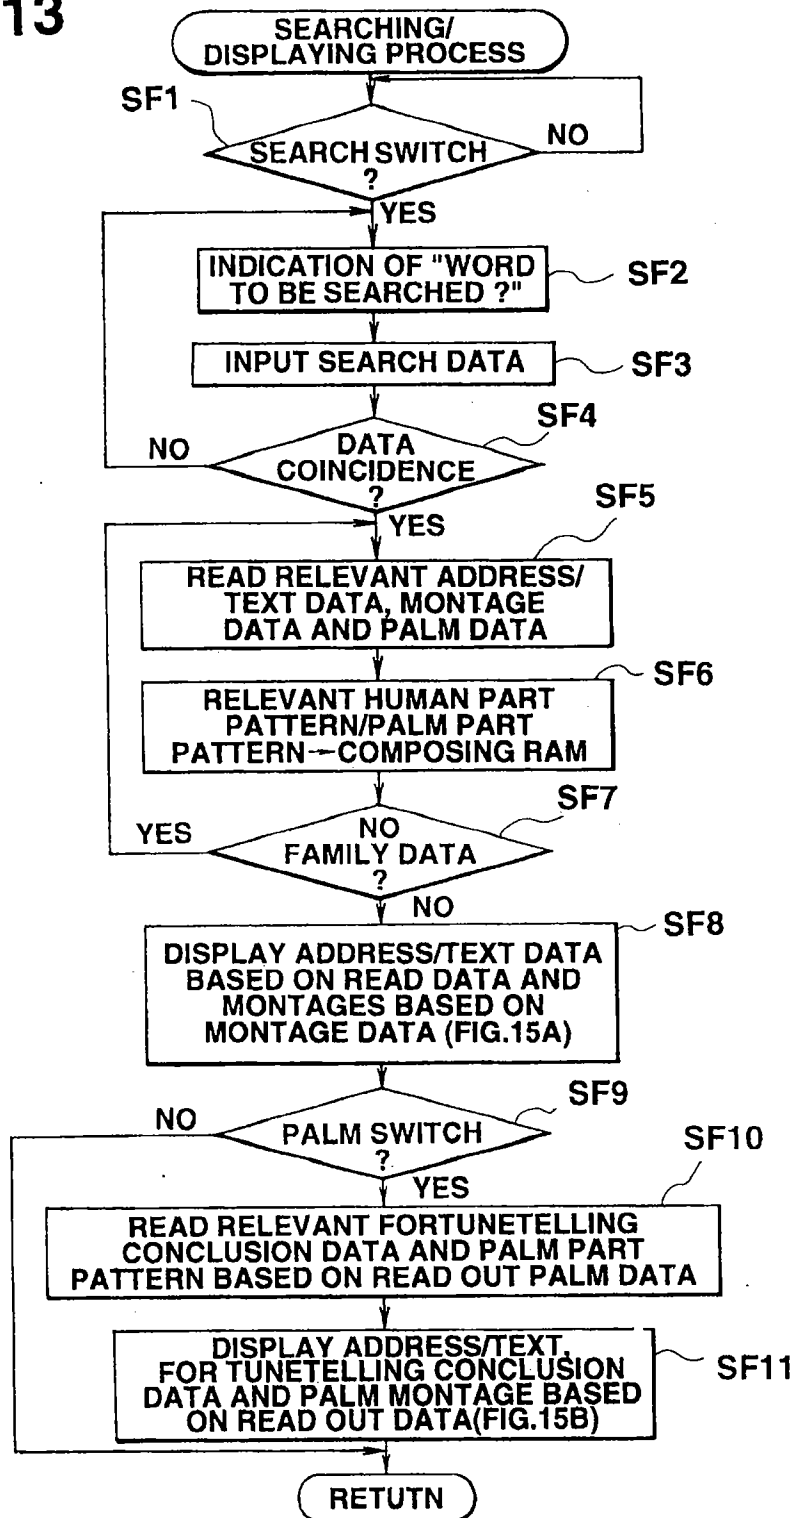 13
SEARCHING/
DISPLAYING PROCESS
SF1
SEARCH SWITCH
?
NO
YES
INDICATION OF "WORD
TO BE SEARCHED ?"
SF2
INPUT SEARCH DATA
SF3
SF4
NO
DATA
COINCIDENCE
?
YES
SF5
READ RELEVANT ADDRESS/
TEXT DATA, MONTAGE
DATA AND PALM DATA
SF6
RELEVANT HUMAN PART
PATTERN/PALM PART
PATTERN→COMPOSING RAM
SF7
YES
NO
FAMILY DATA
?
NO
SF8
DISPLAY ADDRESS/TEXT DATA
BASED ON READ DATA AND
MONTAGES BASED ON
MONTAGE DATA (FIG.15A)
SF9
NO
PALM SWITCH
?
YES
SF10
READ RELEVANT FORTUNETELLING
CONCLUSION DATA AND PALM PART
PATTERN BASED ON READ OUT PALM DATA
DISPLAY ADDRESS/TEXT,
FOR TUNETELLING CONCLUSION
DATA AND PALM MONTAGE BASED
ON READ OUT DATA(FIG.15B)
SF11
RETUTN